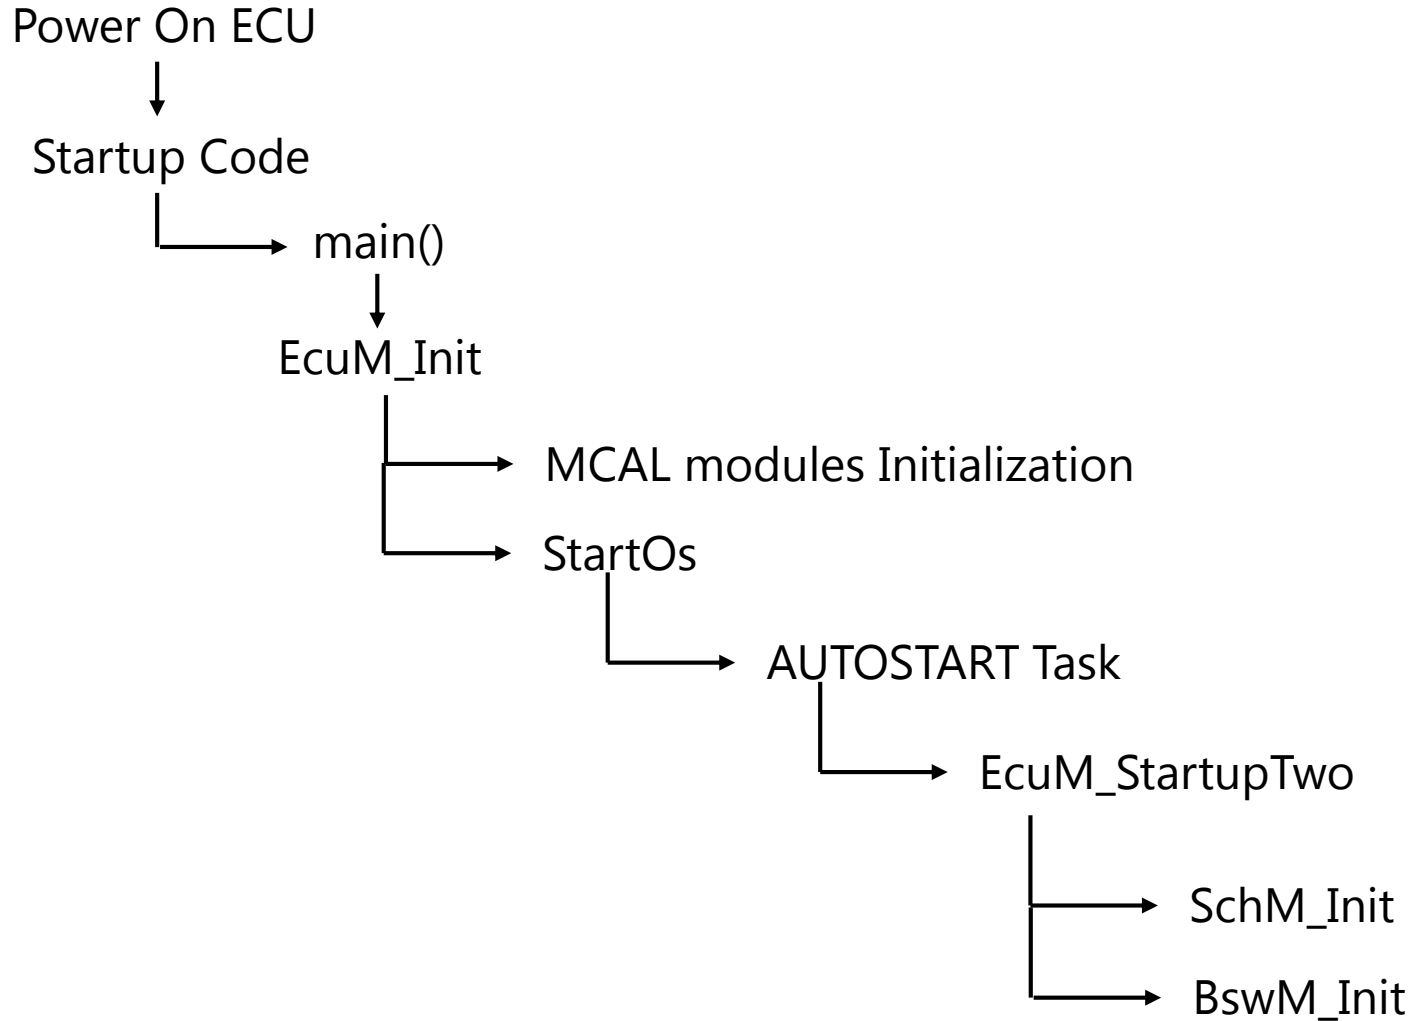 Power On ECU
Startup Code
main()
EcuM_Init
MCAL modules Initialization
StartOs
AUTOSTART Task
EcuM_StartupTwo
SchM_Init
BswM_Init